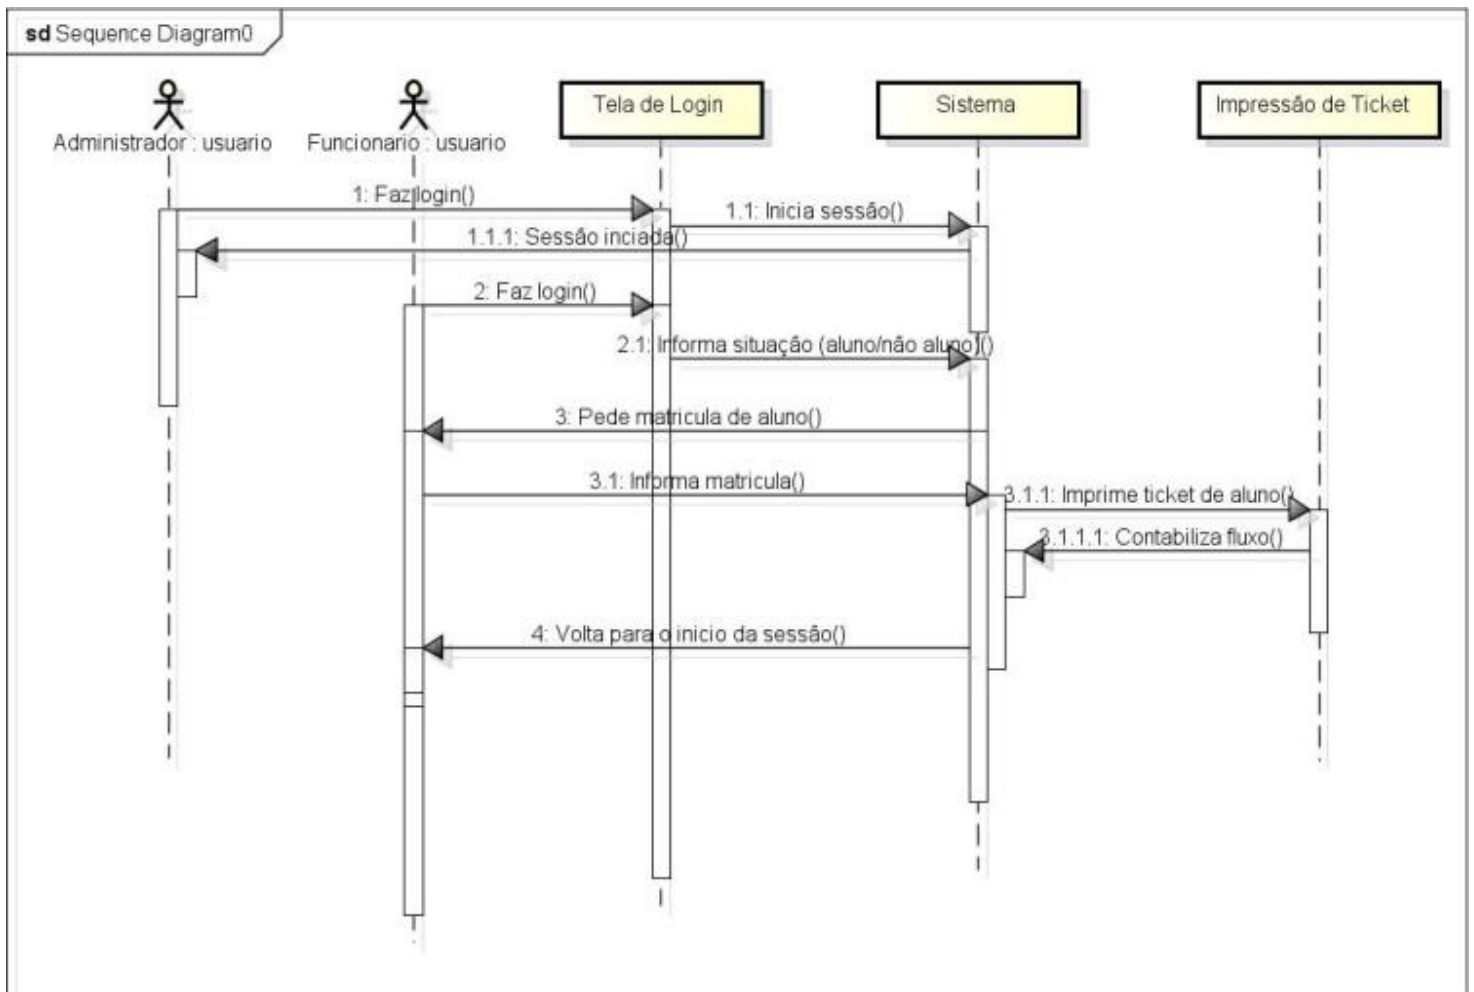 sd Sequence Diagram0
Administrador : usuario
Funcionario : usuario
Tela de Login
Sistema
Impressão de Ticket
1: Faz login()
1.1: Inicia sessão()
1.1.1: Sessão inciada()
2: Faz login()
2.1: Informa situação (aluno/não aluno)()
3: Pede matricula de aluno()
3.1: Informa matricula()
3.1.1: Imprime ticket de aluno()
3.1.1.1: Contabiliza fluxo()
4: Volta para o inicio da sessão()